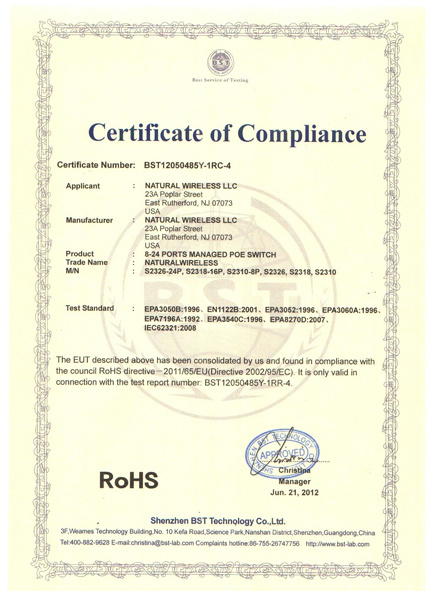 BST
Best Service of Testing
Certificate of Compliance
Certificate Number: BST12050485Y-1RC-4
Applicant : NATURAL WIRELESS LLC
23A Poplar Street
East Rutherford, NJ 07073
USA
Manufacturer : NATURAL WIRELESS LLC
23A Poplar Street
East Rutherford, NJ 07073
USA
Product : 8-24 PORTS MANAGED POE SWITCH
Trade Name : NATURALWIRELESS
M/N : S2326-24P, S2318-16P, S2310-8P, S2326, S2318, S2310
BST
Test Standard : EPA3050B:1996, EN1122B:2001, EPA3052:1996, EPA3060A:1996,
EPA7196A:1992, EPA3540C:1996, EPA8270D:2007,
IEC62321:2008
The EUT described above has been consolidated by us and found in compliance with
the council RoHS directive-2011/65/EU(Directive 2002/95/EC). It is only valid in
connection with the test report number: BST12050485Y-1RR-4.
SHENZHEN BST TECHNOLOGY CO
APPROVED
Christina
Manager
Jun. 21, 2012
RoHS
Shenzhen BST Technology Co.,Ltd.
3F,Weames Technology Building,No. 10 Kefa Road,Science Park,Nanshan District,Shenzhen,Guangdong,China
Tel:400-882-9628 E-mail:christina@bst-lab.com Complaints hotline:86-755-26747756 http://www.bst-lab.com